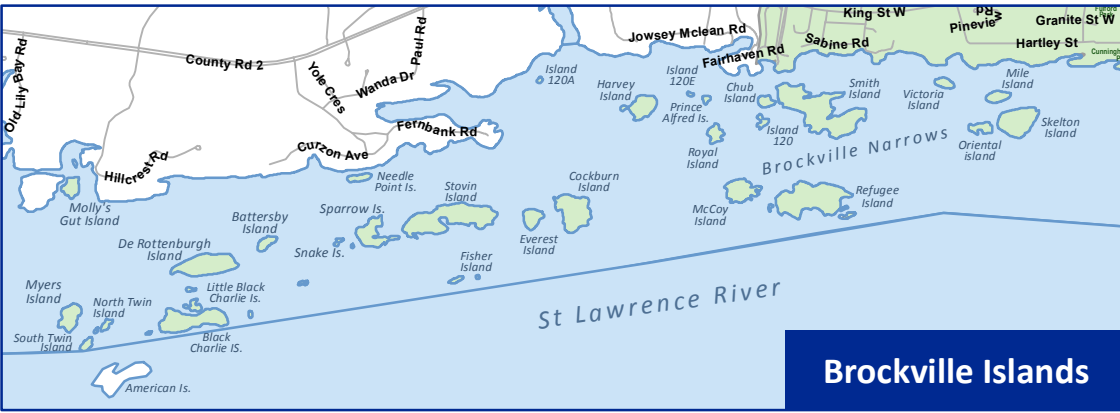 King St W
Rd
Pinevie
Granite St W
Paul Rd
Jowsey Mclean Rd
Sabine Rd
Hartley St
Fairhaven Rd
County Rd 2
Old Lily Bay Rd
Yole Cres
Wanda Dr
Island
120A
Harvey
Island
Island
120E
Prince
Alfred Is.
Chub
Island
Smith
Island
Victoria
Island
Mile
Island
Skelton
Island
Fernbank Rd
Island
120
Royal
Island
Oriental
island
Brockville Narrows
Curzon Ave
Hillcrest Rd
Needle
Point Is.
Cockburn
Island
Molly's
Gut Island
Stovin
Island
Sparrow Is.
McCoy
Island
Refugee
Island
Battersby
Island
De Rottenburgh
Island
Snake Is.
Everest
Island
Fisher
Island
Myers
Island
North Twin
Island
Little Black
Charlie Is.
St Lawrence River
South Twin
Island
Black
Charlie IS.
American Is.
Brockville Islands